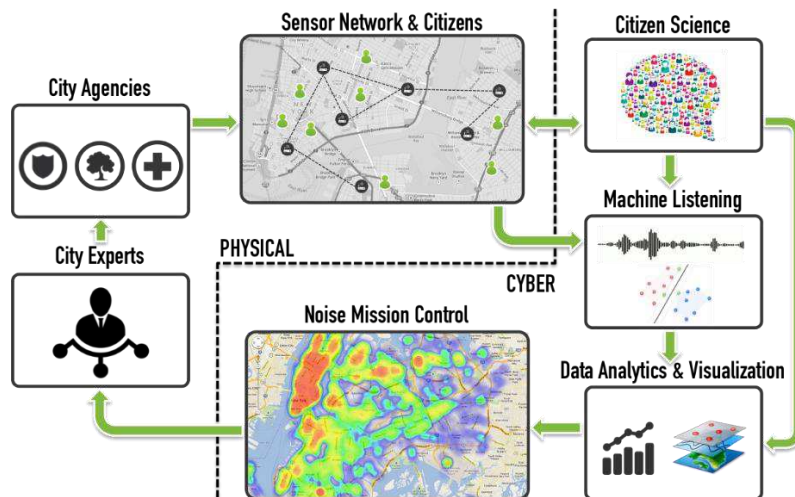 Sensor Network & Citizens
Citizen Science
City Agencies
Machine Listening
PHYSICAL
City Experts
CYBER
Noise Mission Control
Data Analytics & Visualization